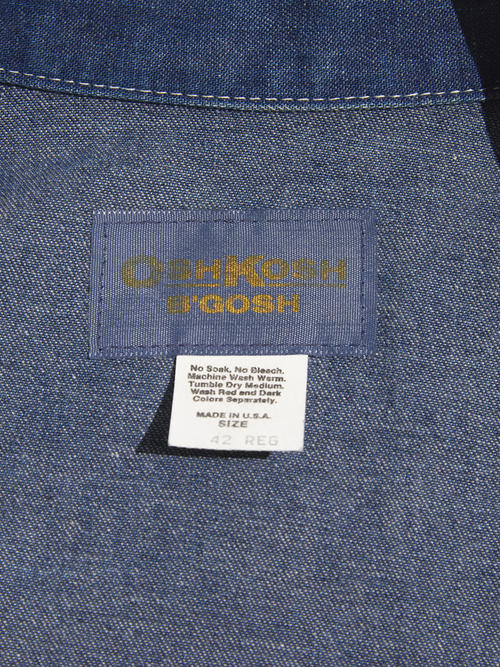 OSHKOSH
B'GOSH
No Soak, No Bleach.
Machine Wash Warm.
Tumble Dry Medium.
Wash Red and Dark
Colors Separately.
MADE IN U.S.A.
SIZE
42 REG